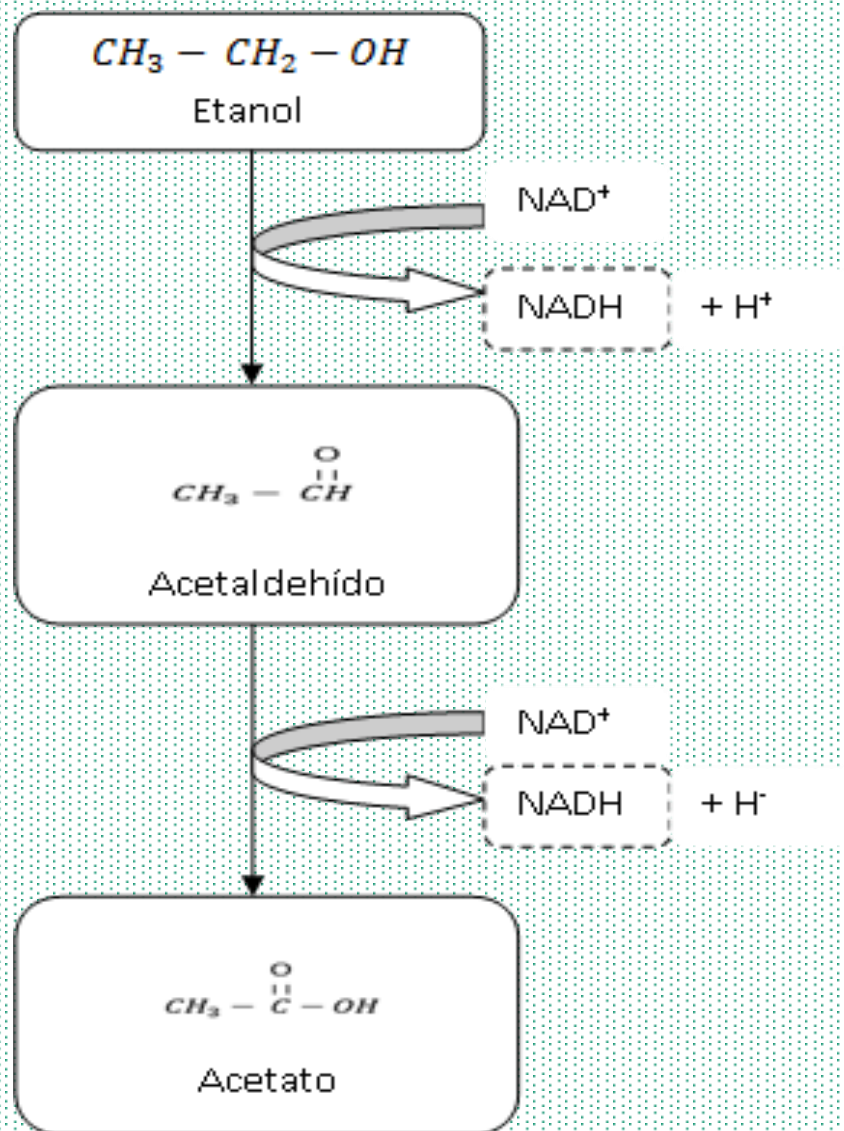 CH₃ − CH₂ − OH
Etanol
NAD⁺
NADH + H⁺
O
CH₃ − CH
Acetaldehído
NAD⁺
NADH + H⁻
O
CH₃ − C − OH
Acetato